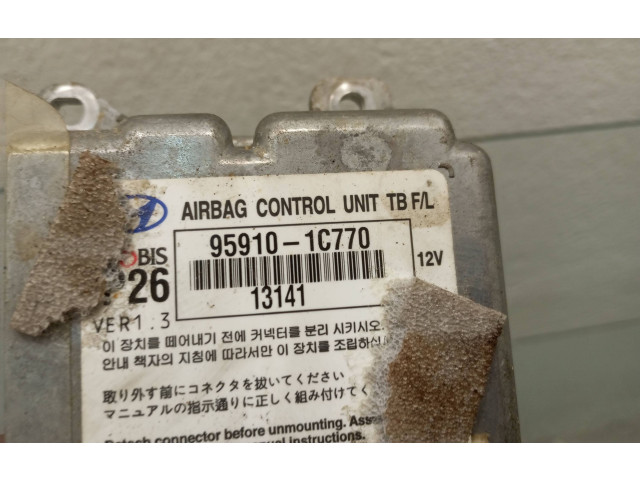 AIRBAG CONTROL UNIT TB F/L
95910-1C770
12V
BIS
26
13141
VER1.3
이 장치를 떼어내기 전에 커넥터를 분리 시키시오
안내 책자의 지침에 따라서만 이 장치를 조립하십
取り外す前にコネクタを抜いてください
マニュアルの指示通りに正しく組み付けてく
Detach connector before unmounting. Ass
instructions.